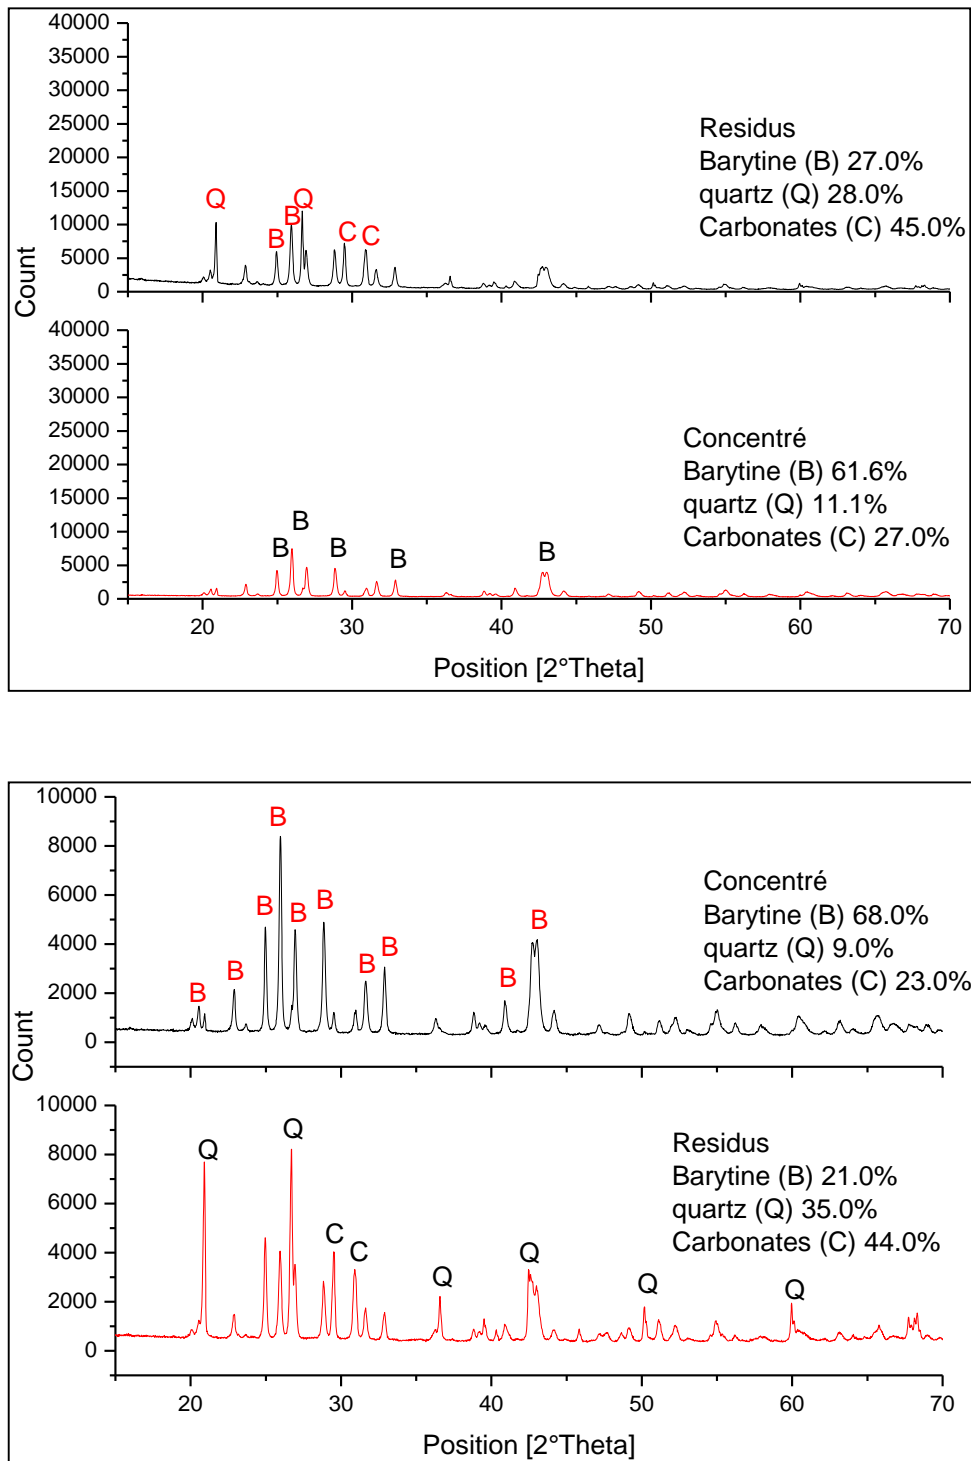 40000
35000
30000
25000
20000
15000
10000
5000
0
Residus
Barytine (B) 27.0%
quartz (Q) 28.0%
Carbonates (C) 45.0%
Q
B
B
Q
C
C
Count
40000
35000
30000
25000
20000
15000
10000
5000
0
Concentré
Barytine (B) 61.6%
quartz (Q) 11.1%
Carbonates (C) 27.0%
B
B
B
B
B
20 30 40 50 60 70
Position [2°Theta]
10000
8000
6000
4000
2000
0
Concentré
Barytine (B) 68.0%
quartz (Q) 9.0%
Carbonates (C) 23.0%
B
B
B
B
B
B
B
B
B
B
Count
10000
8000
6000
4000
2000
0
Residus
Barytine (B) 21.0%
quartz (Q) 35.0%
Carbonates (C) 44.0%
Q
Q
C
C
Q
Q
Q
Q
20 30 40 50 60 70
Position [2°Theta]